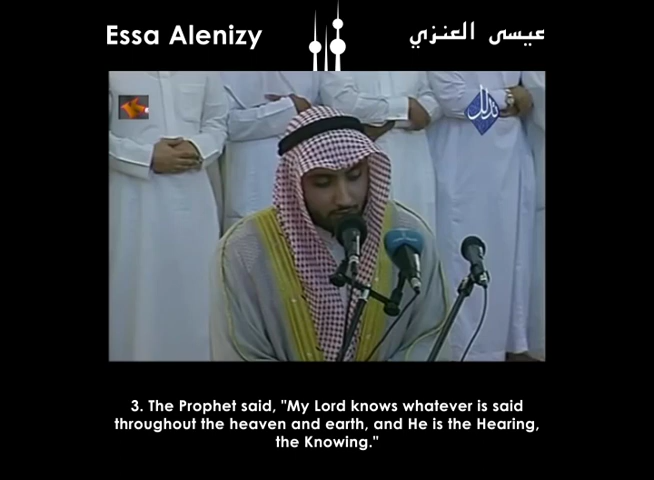 Essa Alenizy
عيسى العنزي
3. The Prophet said, "My Lord knows whatever is said
throughout the heaven and earth, and He is the Hearing,
the Knowing."